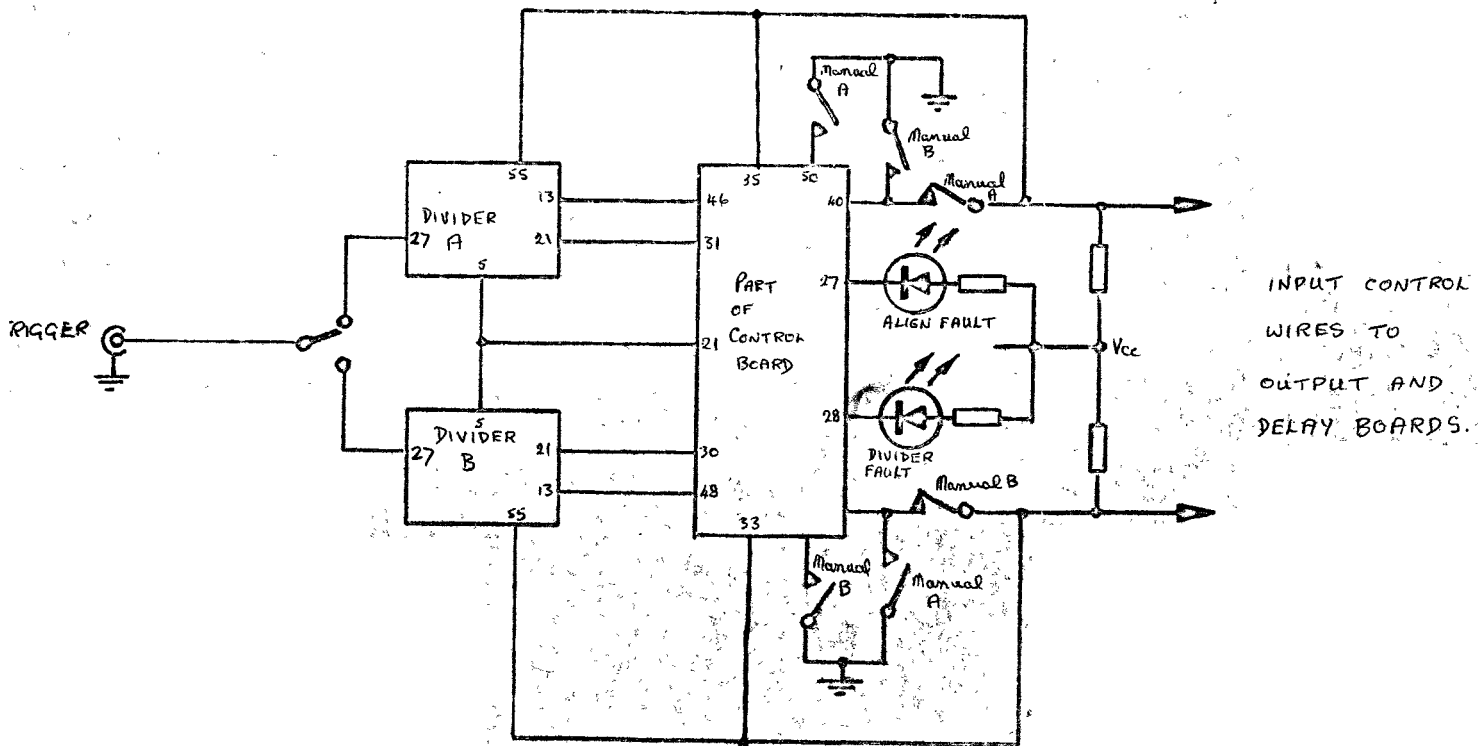 Manual
A
Manual
B
Manual
A
55
35
50
40
13
46
DIVIDER
A
27
21
31
5
RIGGER
PART
OF
CONTROL
BOARD
21
27
ALIGN FAULT
Vcc
28
DIVIDER
FAULT
5
DIVIDER
B
27
21
30
13
48
55
33
Manual B
Manual
B
Manual
A
INPUT CONTROL
WIRES TO
OUTPUT AND
DELAY BOARDS.